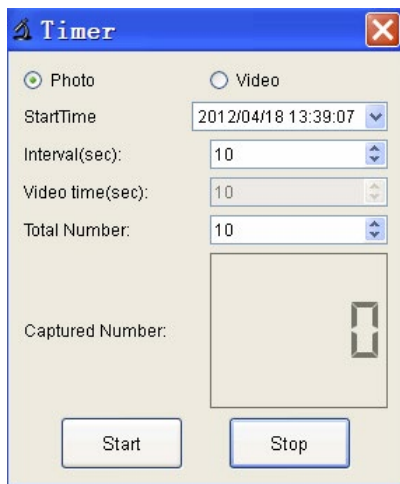 Timer
Photo Video
StartTime 2012/04/18 13:39:07
Interval(sec): 10
Video time(sec): 10
Total Number: 10
Captured Number: 0
Start Stop